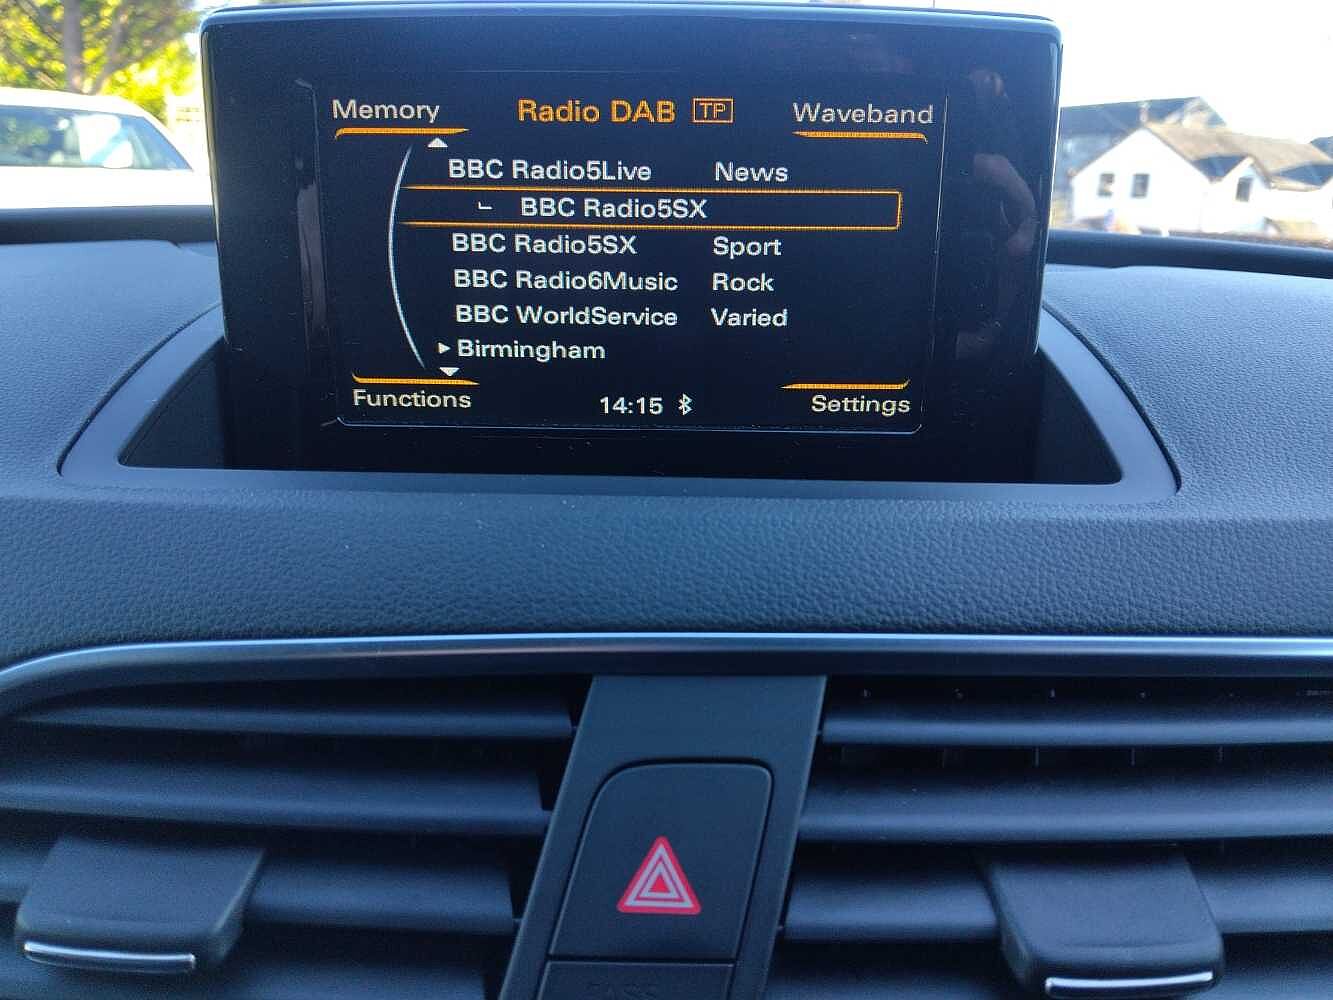 Memory Radio DAB TP Waveband
BBC Radio5Live News
BBC Radio5SX
BBC Radio5SX Sport
BBC Radio6Music Rock
BBC WorldService Varied
Birmingham
Functions 14:15 Settings